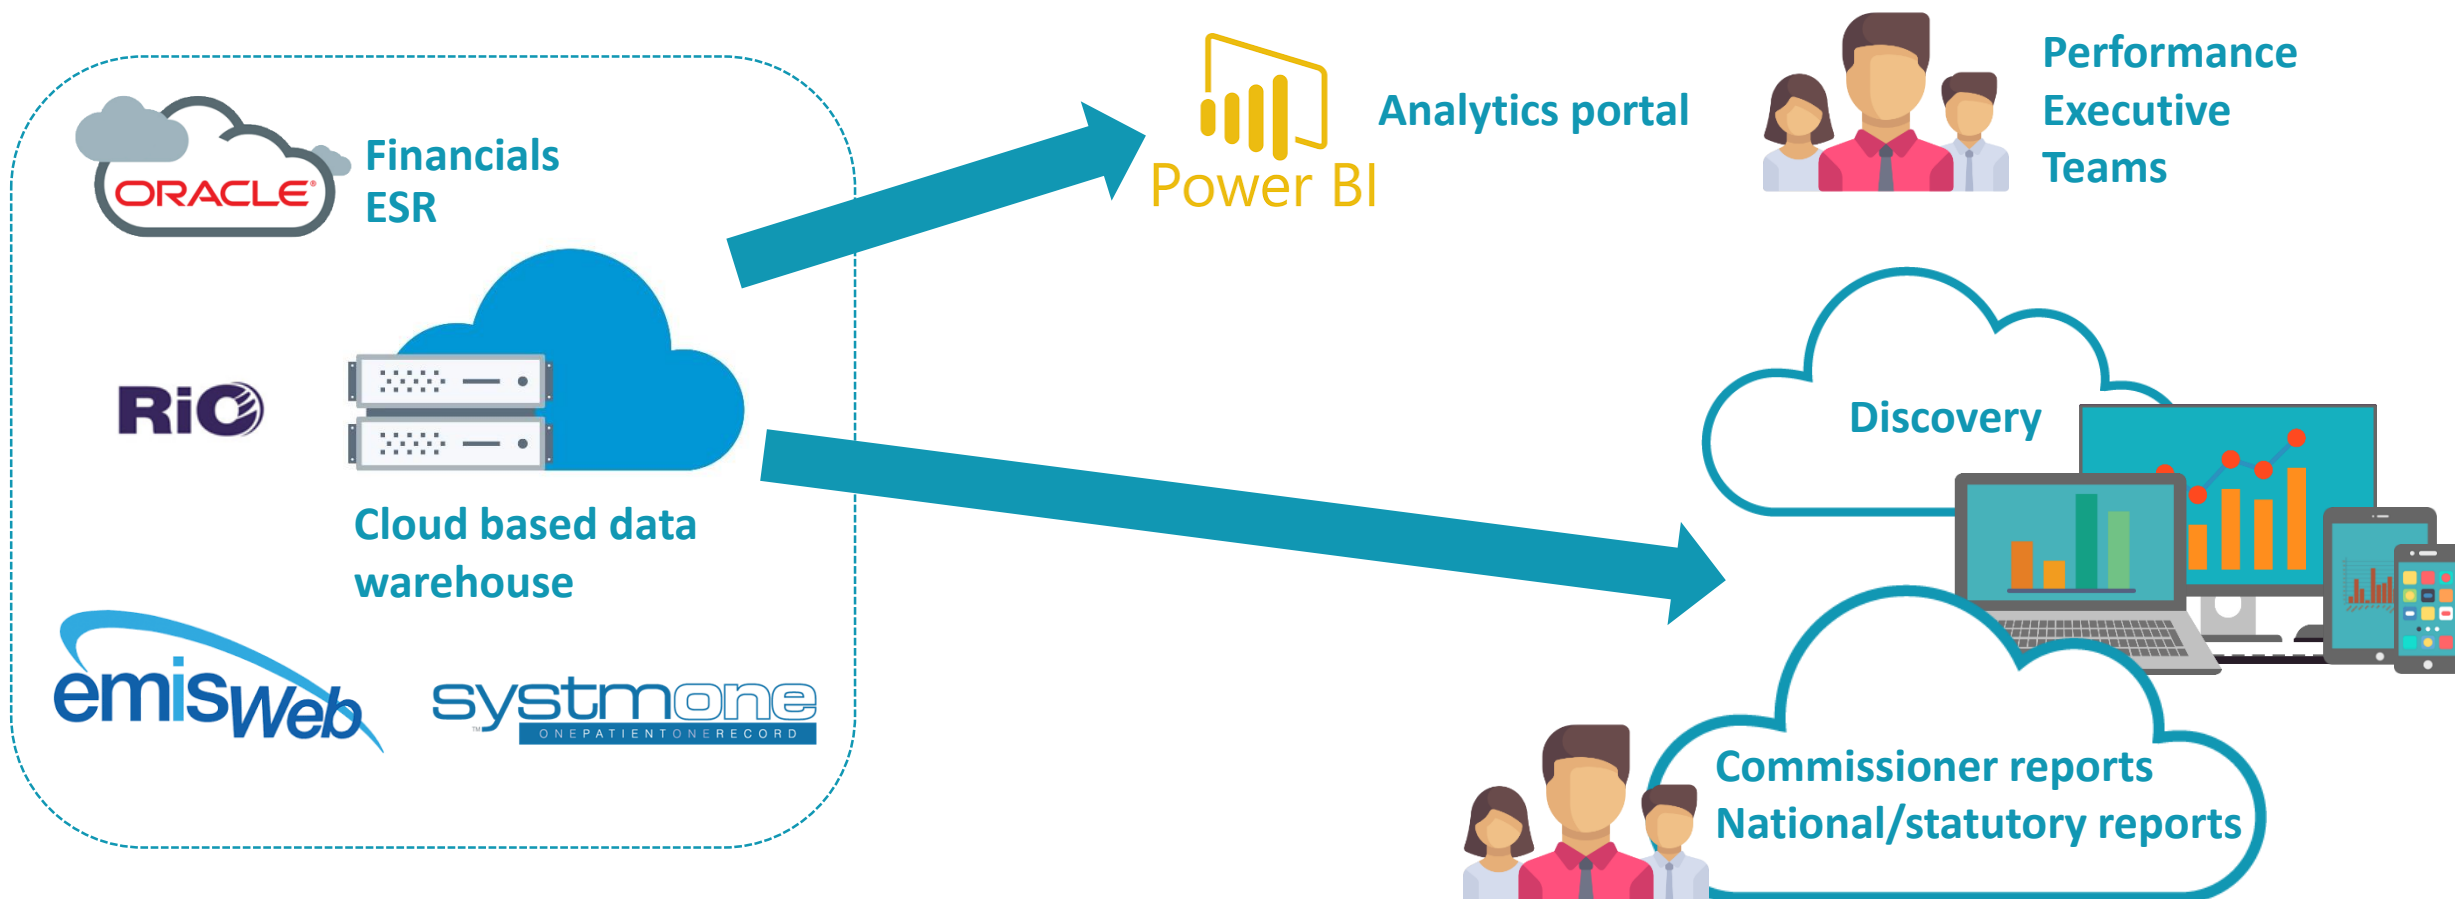 ORACLE®
Financials
ESR
RiO
Cloud based data
warehouse
emisWeb
systmone
TM
ONEPATIENTONERECORD
Power BI
Analytics portal
Performance
Executive
Teams
Discovery
Commissioner reports
National/statutory reports